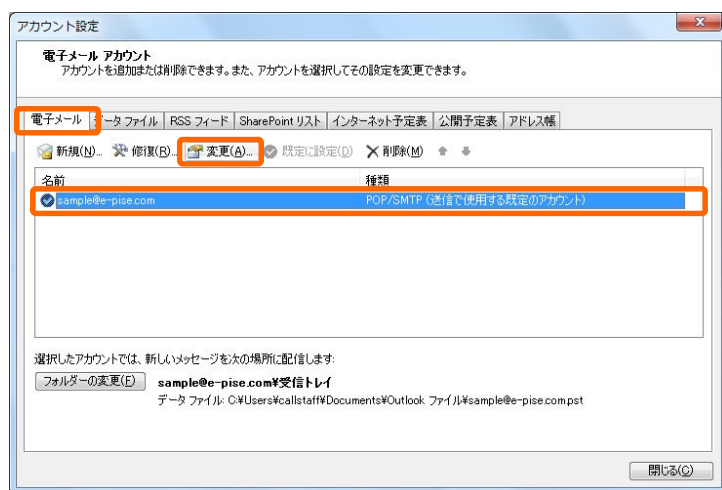 アカウント設定
電子メール アカウント
アカウントを追加または削除できます。また、アカウントを選択してその設定を変更できます。
電子メール データ ファイル RSS フィード SharePoint リスト インターネット予定表 公開予定表 アドレス帳
新規(N)... 修復(R)... 変更(A)... 既定に設定(D) 削除(M)
名前 種類
sample@e-pise.com POP/SMTP (送信で使用する既定のアカウント)
選択したアカウントでは、新しいメッセージを次の場所に配信します:
フォルダーの変更(F) sample@e-pise.com¥受信トレイ
データ ファイル: C:¥Users¥callstaff¥Documents¥Outlook ファイル¥sample@e-pise.com.pst
閉じる(C)